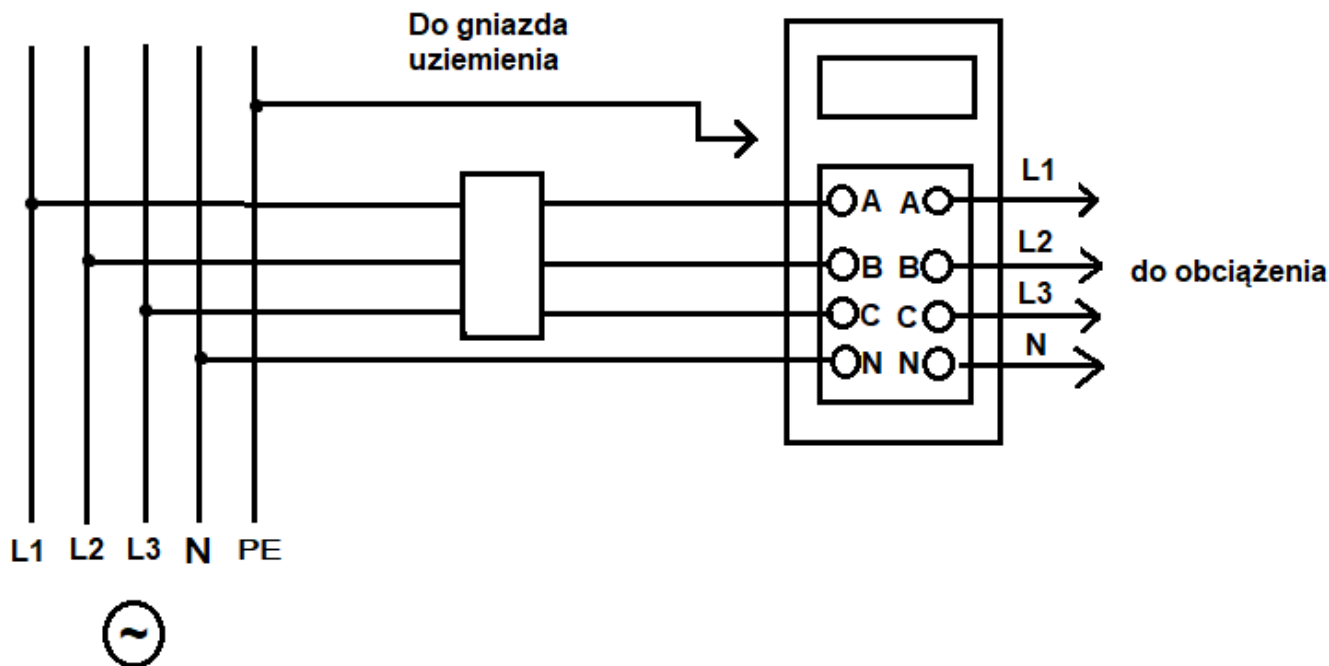 Do gniazda
uziemienia
L1
A A
L2
B B
do obciążenia
L3
C C
N
N N
L1 L2 L3 N PE
~